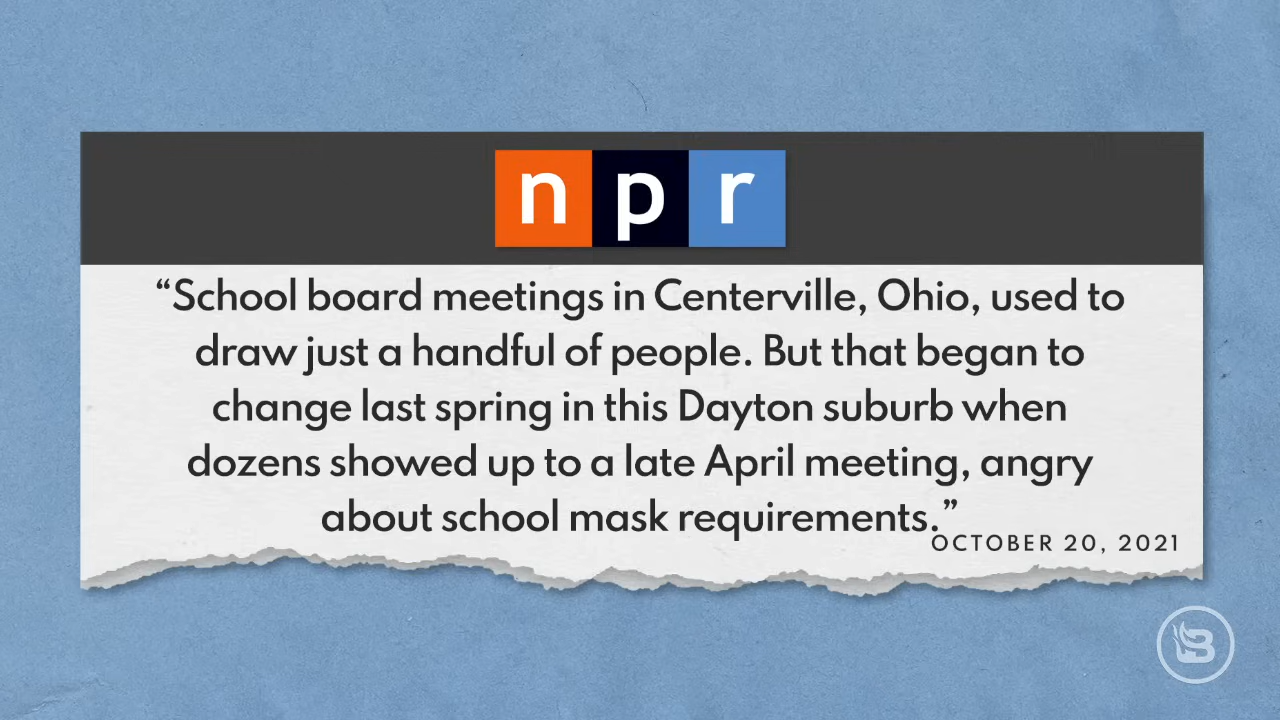 npr
“School board meetings in Centerville, Ohio, used to
draw just a handful of people. But that began to
change last spring in this Dayton suburb when
dozens showed up to a late April meeting, angry
about school mask requirements.”
OCTOBER 20, 2021
B